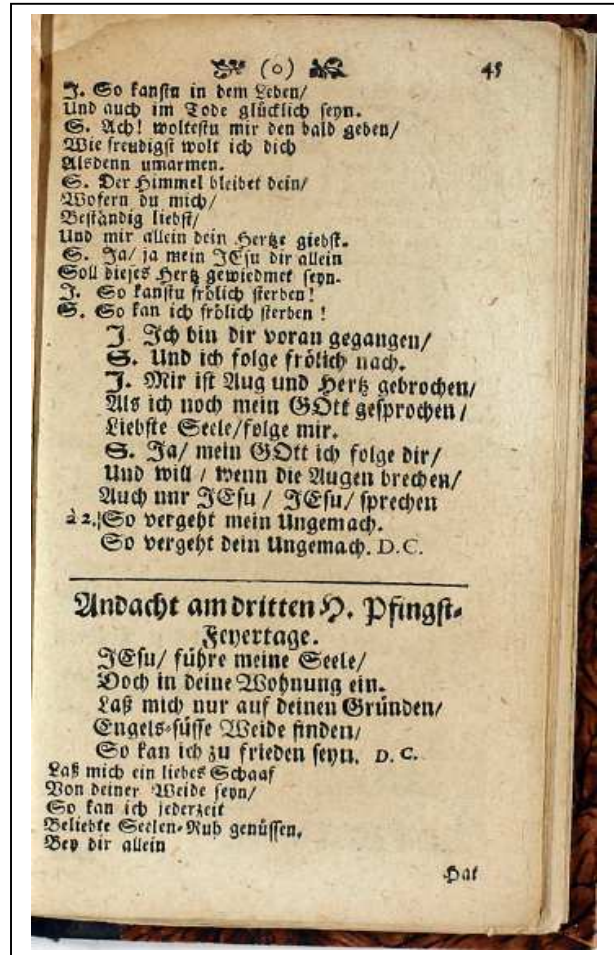 (o) 45
J. So kanstu in dem Leben/
Und auch im Tode glücklich seyn.
S. Ach! woltestu mir den bald geben/
Wie freudigst wolt ich dich
Alsdenn umarmen.
S. Der Himmel bleibet dein/
Wofern du mich/
Beständig liebst/
Und mir allein dein Hertze giebst.
S. Ja/ ja mein JEsu dir allein
Soll dieses Hertz gewiedmet seyn.
J. So kanstu frölich sterben!
S. So kan ich frölich sterben!
J. Ich bin dir voran gegangen/
S. Und ich folge frölich nach.
J. Mir ist Aug und Hertz gebrochen/
Als ich noch mein GOtt gesprochen/
Liebste Seele/folge mir.
S. Ja/ mein GOtt ich folge dir/
Und will / wenn die Augen brechen/
Auch nur JEsu / JEsu/ sprechen
à 2. So vergeht mein Ungemach.
So vergeht dein Ungemach. D.C.
Andacht am dritten H. Pfingst-
Feyertage.
JEsu/ führe meine Seele/
Doch in deine Wohnung ein.
Laß mich nur auf deinen Gründen/
Engels-süsse Weide finden/
So kan ich zu frieden seyn. D. C.
Laß mich ein liebes Schaaf
Von deiner Weide seyn/
So kan ich jederzeit
Beliebte Seelen-Ruh genüssen,
Bey dir allein
Hat